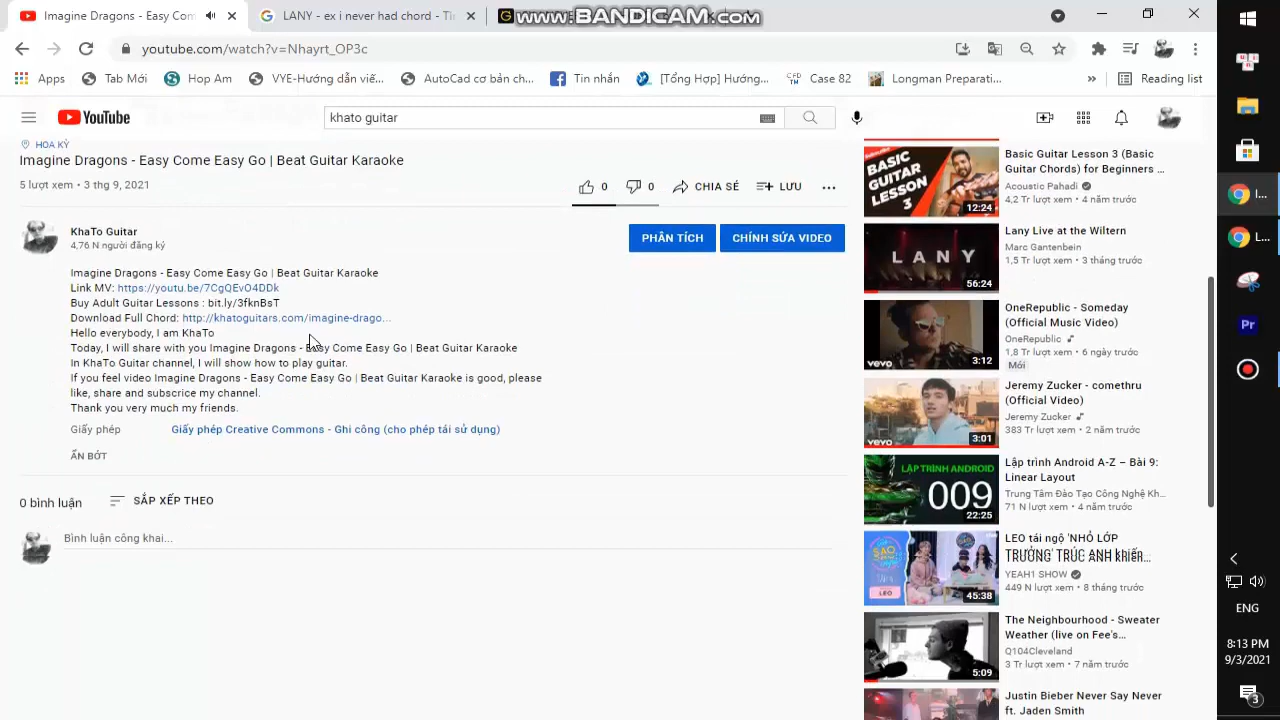 Imagine Dragons - Easy Com
LANY - ex i never had chord - Ti
www.BANDICAM.com
youtube.com/watch?v=Nhayrt_OP3c
Apps
Tab Mới
Hop Am
VYE-Hướng dẫn viế...
AutoCad cơ bản ch...
Tin nhắn
[Tổng Hợp] Hướng...
Case 82
Longman Preparati...
»
Reading list
YouTube
khato guitar
HOA KỲ
Imagine Dragons - Easy Come Easy Go | Beat Guitar Karaoke
5 lượt xem • 3 thg 9, 2021
0
0
CHIA SẺ
LƯU
KhaTo Guitar
4,76 N người đăng ký
PHÂN TÍCH
CHỈNH SỬA VIDEO
Imagine Dragons - Easy Come Easy Go | Beat Guitar Karaoke
Link MV: https://youtu.be/7CgQEvO4DDk
Buy Adult Guitar Lessons : bit.ly/3fknBsT
Download Full Chord: http://khatoguitars.com/imagine-drago...
Hello everybody, I am KhaTo
Today, I will share with you Imagine Dragons - Easy Come Easy Go | Beat Guitar Karaoke
In KhaTo Guitar channel, I will show how to play guitar.
If you feel video Imagine Dragons - Easy Come Easy Go | Beat Guitar Karaoke is good, please
like, share and subscrice my channel.
Thank you very much my friends.
Giấy phép
Giấy phép Creative Commons - Ghi công (cho phép tái sử dụng)
ẨN BỚT
0 bình luận
SẮP XẾP THEO
Bình luận công khai...
BASIC
GUITAR
LESSON
3
12:24
Basic Guitar Lesson 3 (Basic
Guitar Chords) for Beginners ...
Acoustic Pahadi
4,2 Tr lượt xem • 4 năm trước
LANY
56:24
Lany Live at the Wiltern
Marc Gantenbein
1,5 Tr lượt xem • 3 tháng trước
vevo
3:12
OneRepublic - Someday
(Official Music Video)
OneRepublic
1,8 Tr lượt xem • 6 ngày trước
Mới
vevo
3:01
Jeremy Zucker - comethru
(Official Video)
Jeremy Zucker
383 Tr lượt xem • 2 năm trước
LẬP TRÌNH ANDROID
009
22:25
Lập trình Android A-Z – Bài 9:
Linear Layout
Trung Tâm Đào Tạo Công Nghệ Kh...
71 N lượt xem • 4 năm trước
SAO
LEO
45:38
LEO tái ngộ 'NHỎ LỚP
TRƯỞNG' TRÚC ANH khiến...
YEAH1 SHOW
449 N lượt xem • 8 tháng trước
5:09
The Neighbourhood - Sweater
Weather (live on Fee's...
Q104Cleveland
3 Tr lượt xem • 7 năm trước
Justin Bieber Never Say Never
ft. Jaden Smith
I...
L...
Pr
ENG
8:13 PM
9/3/2021
3